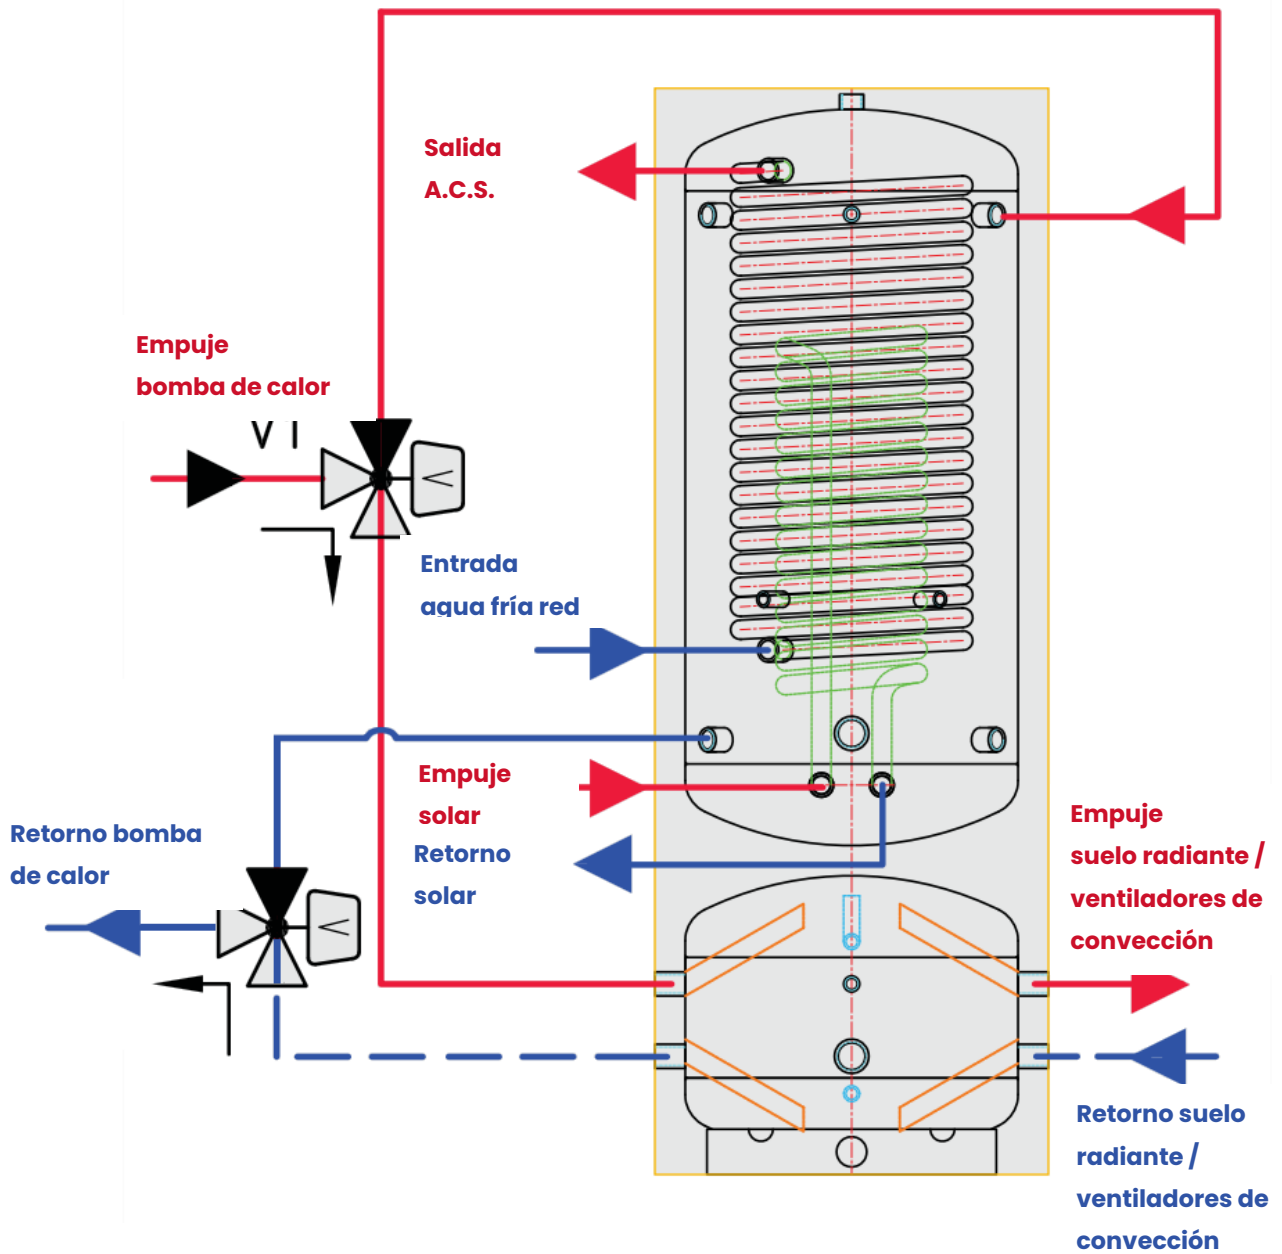 Salida
A.C.S.
Empuje
bomba de calor
Entrada
agua fría red
Empuje
solar
Retorno
solar
Retorno bomba
de calor
Empuje
suelo radiante /
ventiladores de
convección
Retorno suelo
radiante /
ventiladores de
convección